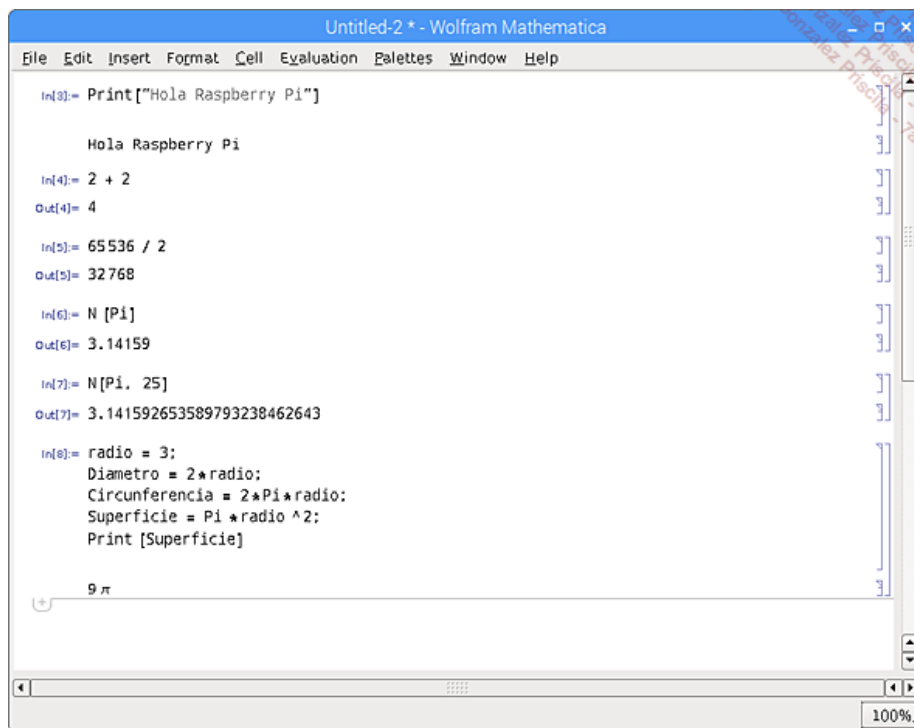 Untitled-2 * - Wolfram Mathematica
File Edit Insert Format Cell Evaluation Palettes Window Help
In[3]:= Print["Hola Raspberry Pi"]
Hola Raspberry Pi
In[4]:= 2 + 2
Out[4]= 4
In[5]:= 65536 / 2
Out[5]= 32768
In[6]:= N [Pi]
Out[6]= 3.14159
In[7]:= N[Pi, 25]
Out[7]= 3.141592653589793238462643
In[8]:= radio = 3;
Diametro = 2*radio;
Circunferencia = 2*Pi*radio;
Superficie = Pi *radio ^2;
Print [Superficie]
9 π
100%
Gonzalez Priscila - 7a